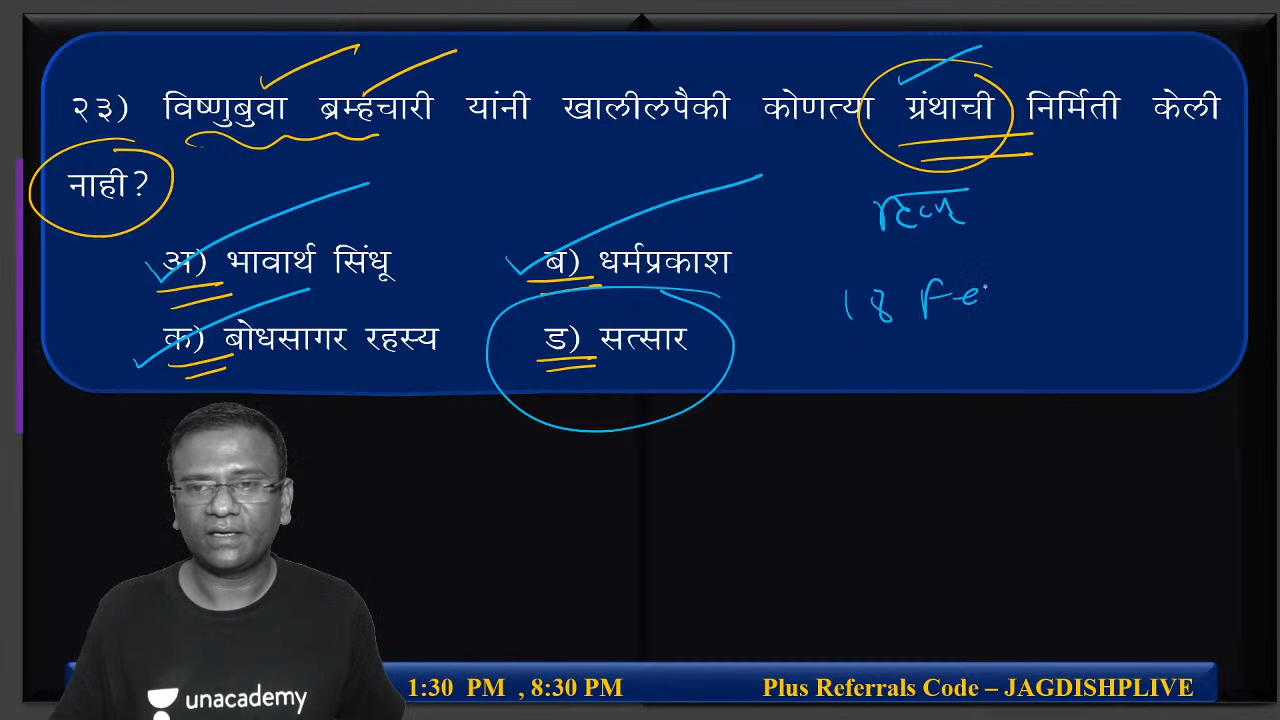 २३) विष्णुबुवा ब्रम्हचारी यांनी खालीलपैकी कोणत्या ग्रंथाची निर्मिती केली
नाही?
अ) भावार्थ सिंधू ब) धर्मप्रकाश
क) बोधसागर रहस्य ड) सत्सार
18 Fe
unacademy
1:30 PM , 8:30 PM Plus Referrals Code – JAGDISHPLIVE